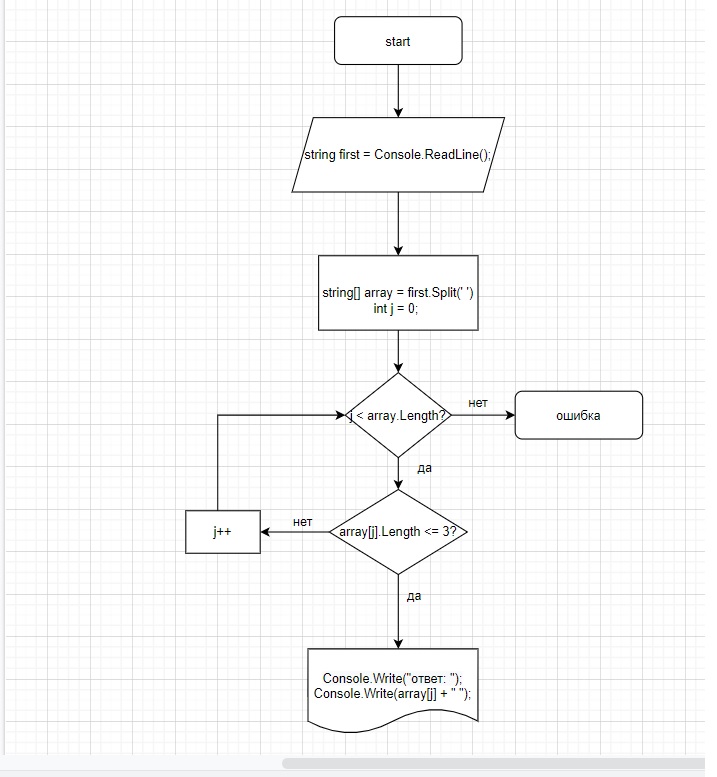 start
string first = Console.ReadLine();
string[] array = first.Split(' ')
int j = 0;
j < array.Length?
нет
ошибка
да
array[j].Length <= 3?
нет
j++
да
Console.Write("ответ: ");
Console.Write(array[j] + " ");